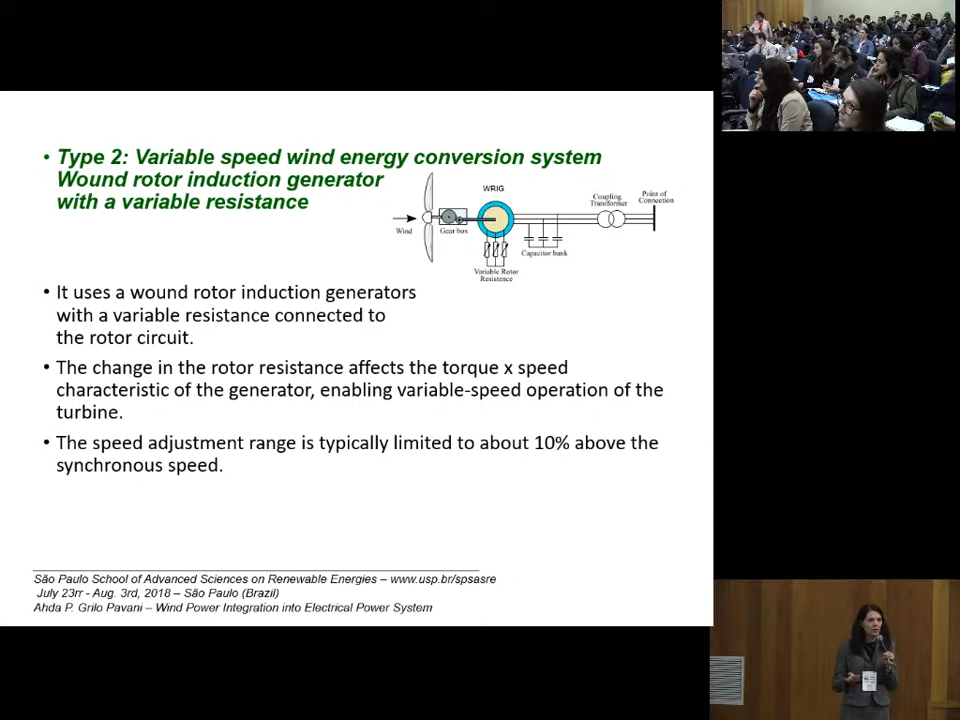 • Type 2: Variable speed wind energy conversion system
Wound rotor induction generator
with a variable resistance
WRIG
Coupling
Transformer
Point of
Connection
Wind
Gear box
Capacitor bank
Variable Rotor
Resistence
• It uses a wound rotor induction generators
with a variable resistance connected to
the rotor circuit.
• The change in the rotor resistance affects the torque x speed
characteristic of the generator, enabling variable-speed operation of the
turbine.
• The speed adjustment range is typically limited to about 10% above the
synchronous speed.
São Paulo School of Advanced Sciences on Renewable Energies – www.usp.br/spsasre
July 23rr - Aug. 3rd, 2018 – São Paulo (Brazil)
Ahda P. Grilo Pavani – Wind Power Integration into Electrical Power System